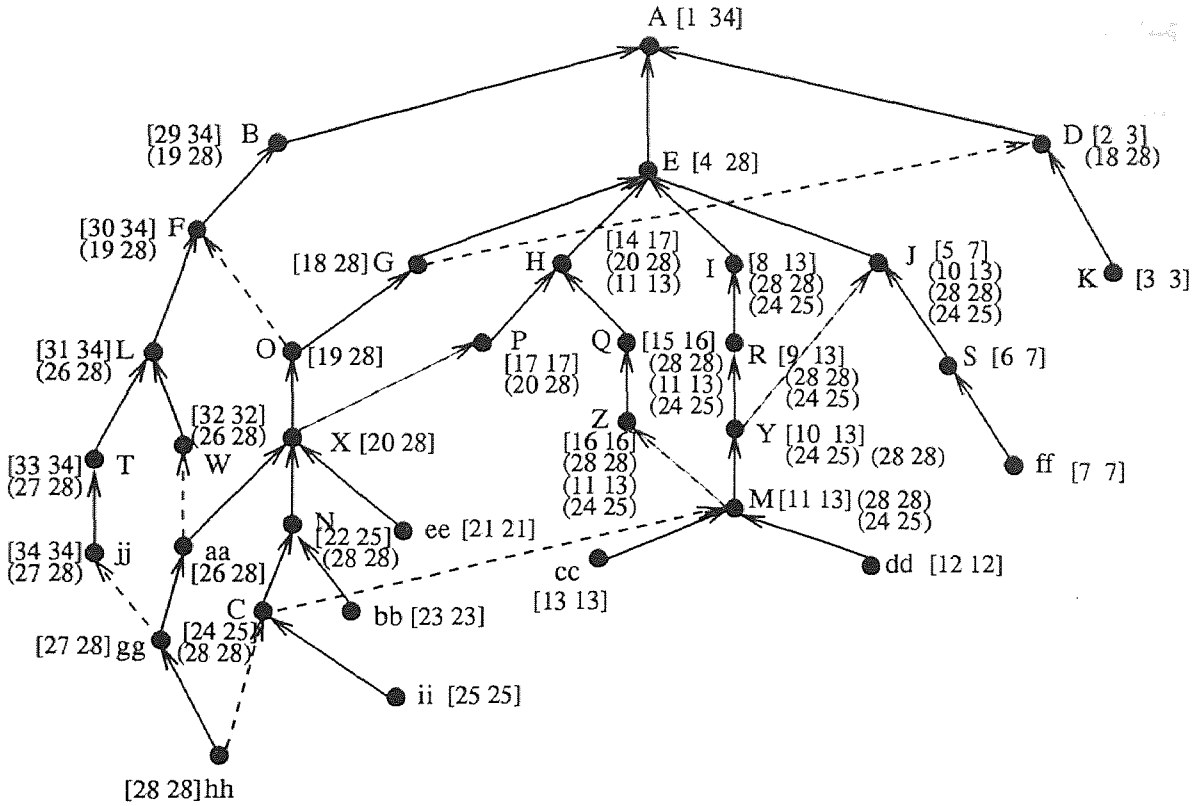 A [1 34]
[29 34] B
(19 28)
D [2 3]
(18 28)
E [4 28]
[30 34] F
(19 28)
[18 28] G
H [14 17]
(20 28)
(11 13)
I [8 13]
(28 28)
(24 25)
J [5 7]
(10 13)
(28 28)
(24 25)
K [3 3]
[31 34] L
(26 28)
O [19 28]
P
[17 17]
(20 28)
Q [15 16]
(28 28)
(11 13)
(24 25)
R [9 13]
(28 28)
(24 25)
S [6 7]
[32 32]
(26 28)
W
X [20 28]
Z
[16 16]
(28 28)
(11 13)
(24 25)
Y [10 13]
(24 25) (28 28)
[33 34] T
(27 28)
ff [7 7]
M [11 13] (28 28)
(24 25)
N
[22 25]
(28 28)
ee [21 21]
[34 34] jj
(27 28)
aa
[26 28]
cc
[13 13]
dd [12 12]
C
[24 25]
(28 28)
bb [23 23]
[27 28] gg
ii [25 25]
[28 28] hh